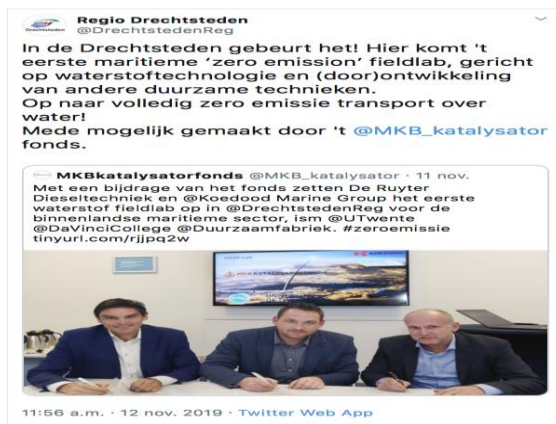 Regio Drechtsteden
@DrechtstedenReg
In de Drechtsteden gebeurt het! Hier komt 't
eerste maritieme ‘zero emission’ fieldlab, gericht
op waterstoftechnologie en (door)ontwikkeling
van andere duurzame technieken.
Op naar volledig zero emissie transport over
water!
Mede mogelijk gemaakt door 't @MKB_katalysator
fonds.
MKBkatalysatorfonds @MKB_katalysator · 11 nov.
Met een bijdrage van het fonds zetten De Ruyter
Dieseltechniek en @Koedood Marine Group het eerste
waterstof fieldlab op in @DrechtstedenReg voor de
binnenlandse maritieme sector, ism @UTwente
@DaVinciCollege @Duurzaamfabriek. #zeroemissie
tinyurl.com/rjjpq2w
11:56 a.m. · 12 nov. 2019 · Twitter Web App